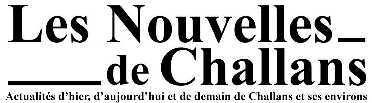 Les Nouvelles
de Challans
Actualités d'hier, d'aujourd'hui et de demain de Challans et ses environs